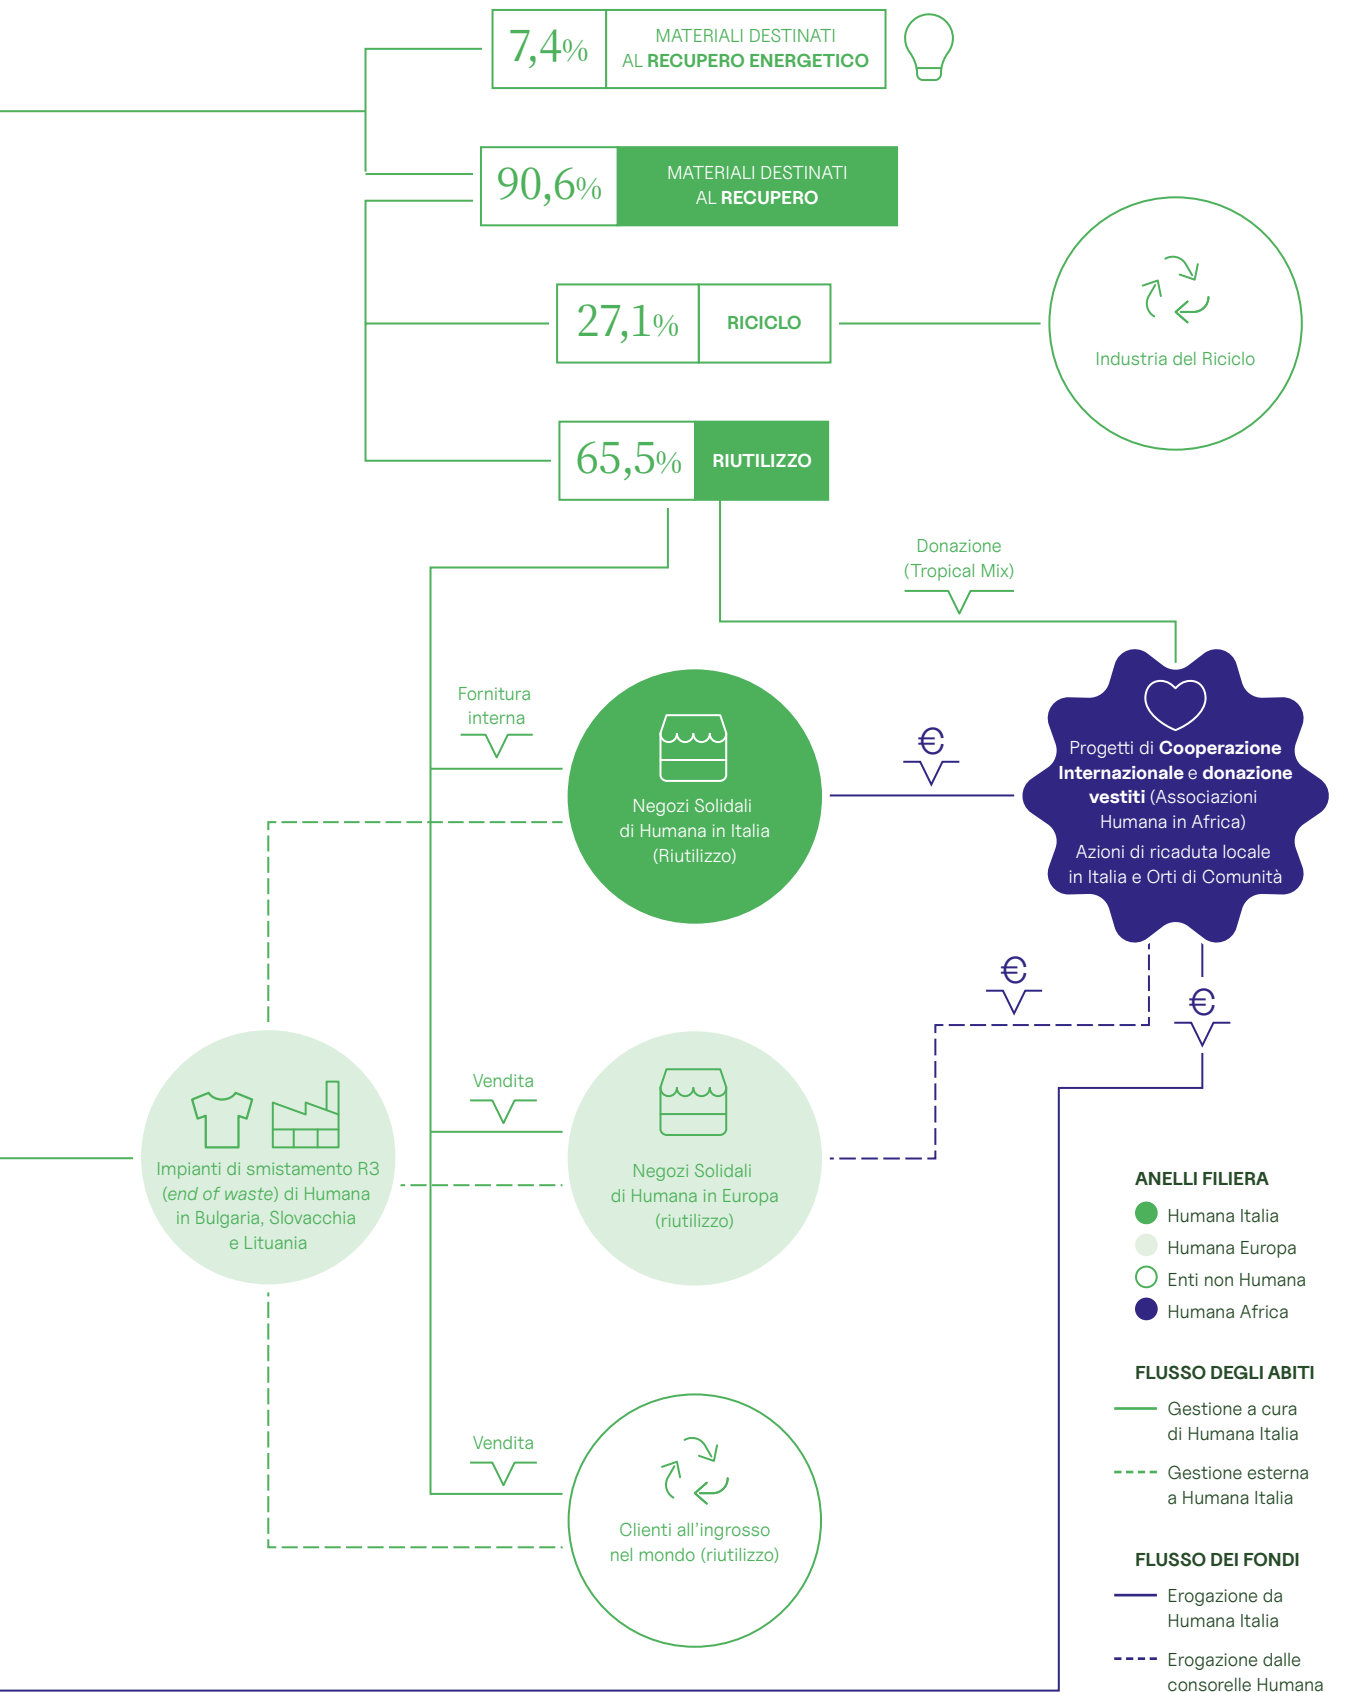 7,4%
MATERIALI DESTINATI
AL RECUPERO ENERGETICO
90,6%
MATERIALI DESTINATI
AL RECUPERO
27,1%
RICICLO
Industria del Riciclo
65,5%
RIUTILIZZO
Donazione
(Tropical Mix)
Fornitura
interna
Negozi Solidali
di Humana in Italia
(Riutilizzo)
€
Progetti di Cooperazione
Internazionale e donazione
vestiti (Associazioni
Humana in Africa)
Azioni di ricaduta locale
in Italia e Orti di Comunità
€
€
Vendita
Impianti di smistamento R3
(end of waste) di Humana
in Bulgaria, Slovacchia
e Lituania
Negozi Solidali
di Humana in Europa
(riutilizzo)
Vendita
Clienti all'ingrosso
nel mondo (riutilizzo)
ANELLI FILIERA
Humana Italia
Humana Europa
Enti non Humana
Humana Africa
FLUSSO DEGLI ABITI
Gestione a cura
di Humana Italia
Gestione esterna
a Humana Italia
FLUSSO DEI FONDI
Erogazione da
Humana Italia
Erogazione dalle
consorelle Humana